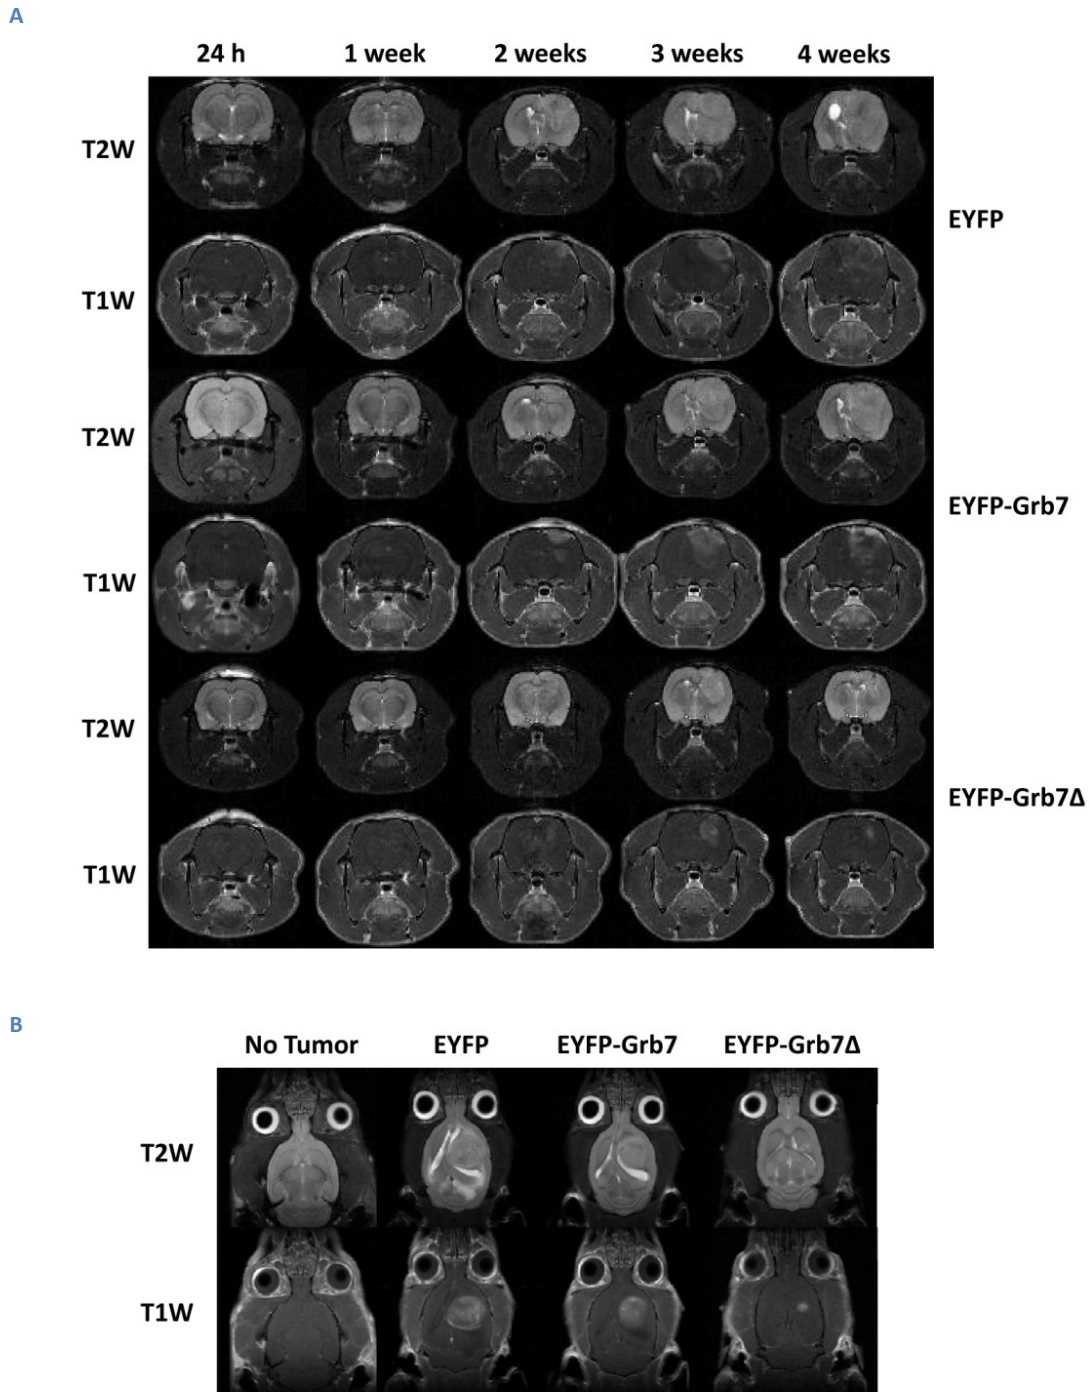 A
24 h 1 week 2 weeks 3 weeks 4 weeks
T2W
EYFP
T1W
T2W
EYFP-Grb7
T1W
T2W
EYFP-Grb7Δ
T1W
B
No Tumor EYFP EYFP-Grb7 EYFP-Grb7Δ
T2W
T1W